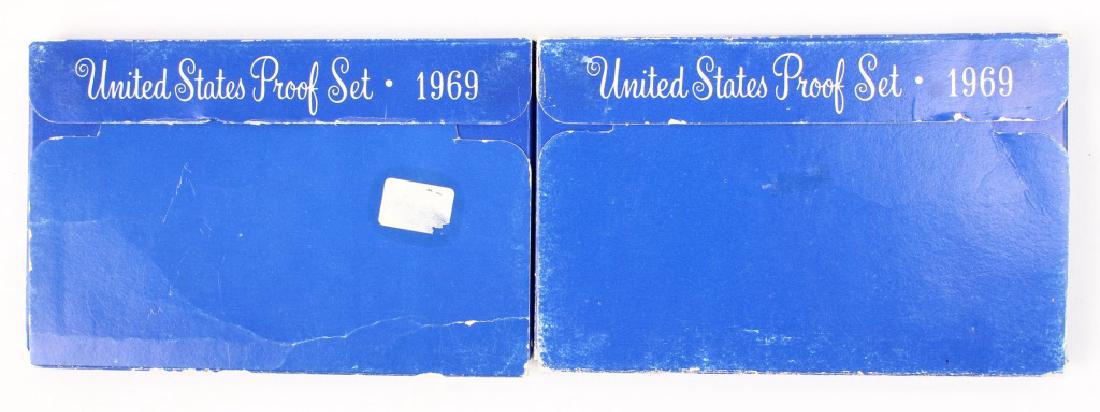 United States Proof Set • 1969
United States Proof Set • 1969